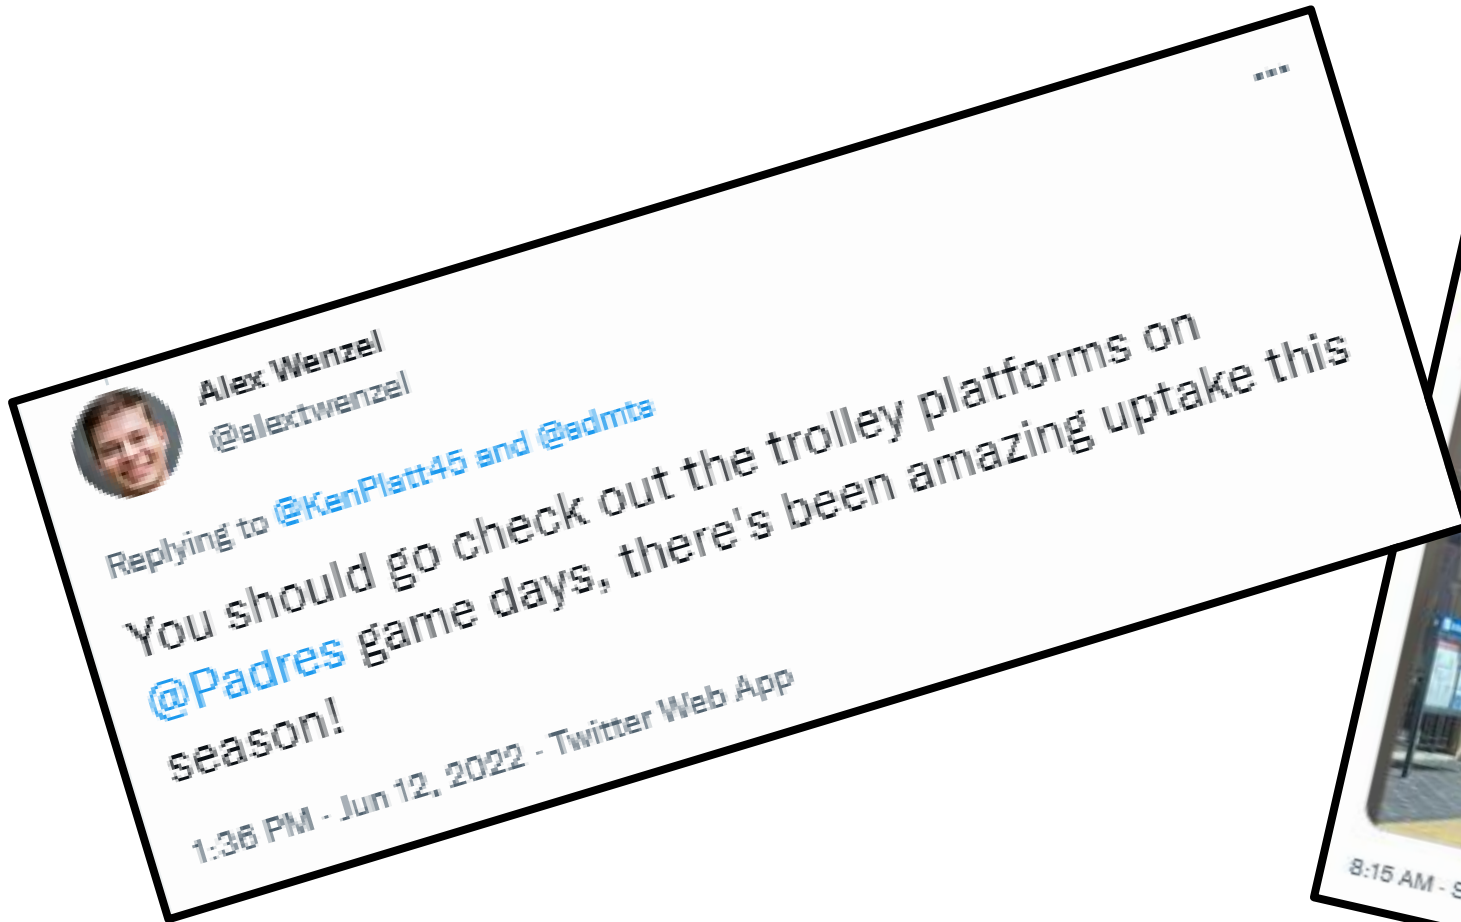 ...
Alex Wenzel
@alextwenzel
Replying to @KenPlatt45 and @sdmts
You should go check out the trolley platforms on
@Padres game days, there's been amazing uptake this
season!
1:36 PM · Jun 12, 2022 · Twitter Web App
8:15 AM · S